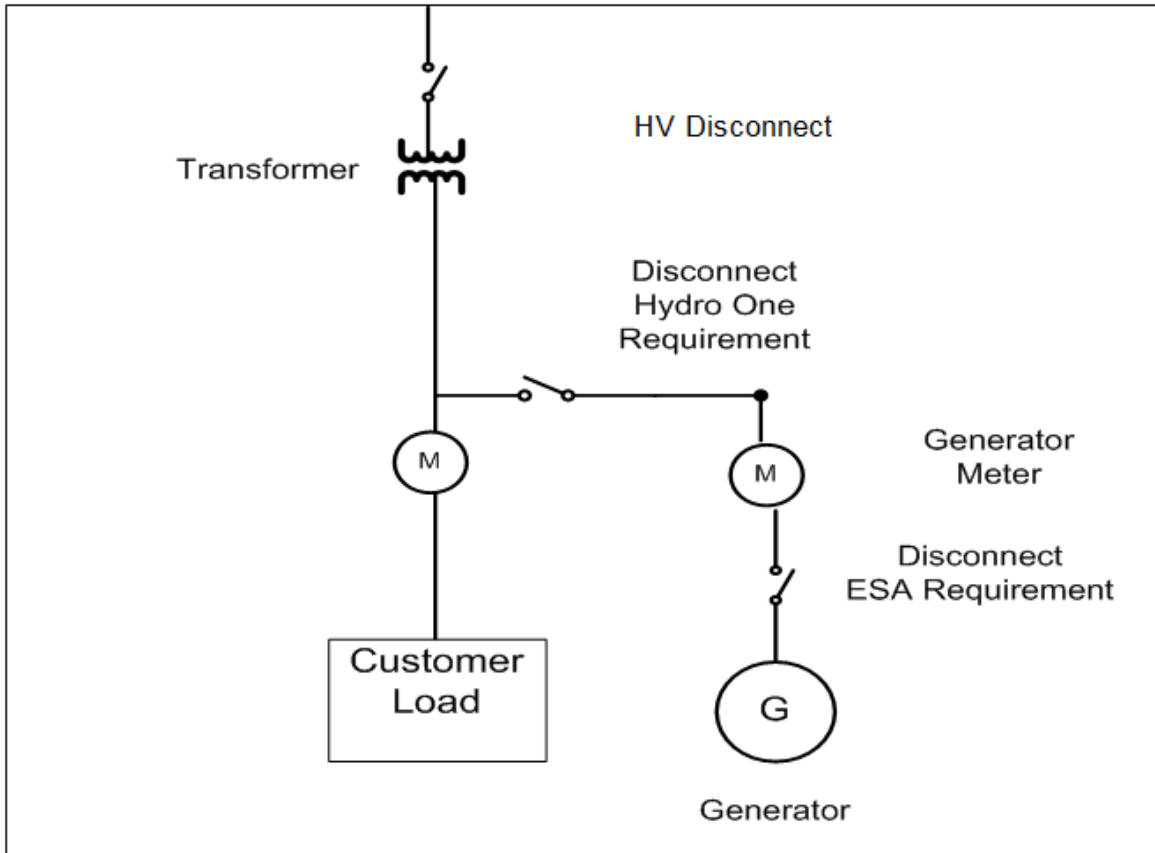 HV Disconnect
Transformer
Disconnect
Hydro One
Requirement
M
M
Generator
Meter
Disconnect
ESA Requirement
Customer
Load
G
Generator